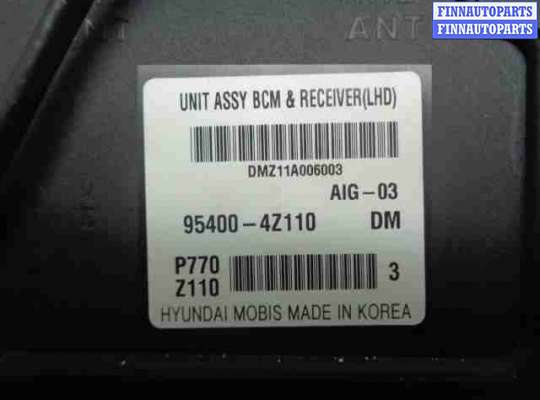 FINNAUTOPARTS
FINNAUTOPARTS
ANT
UNIT ASSY BCM & RECEIVER(LHD)
DMZ11A006003
AIG-03
95400-4Z110 DM
P770
Z110
3
HYUNDAI MOBIS MADE IN KOREA